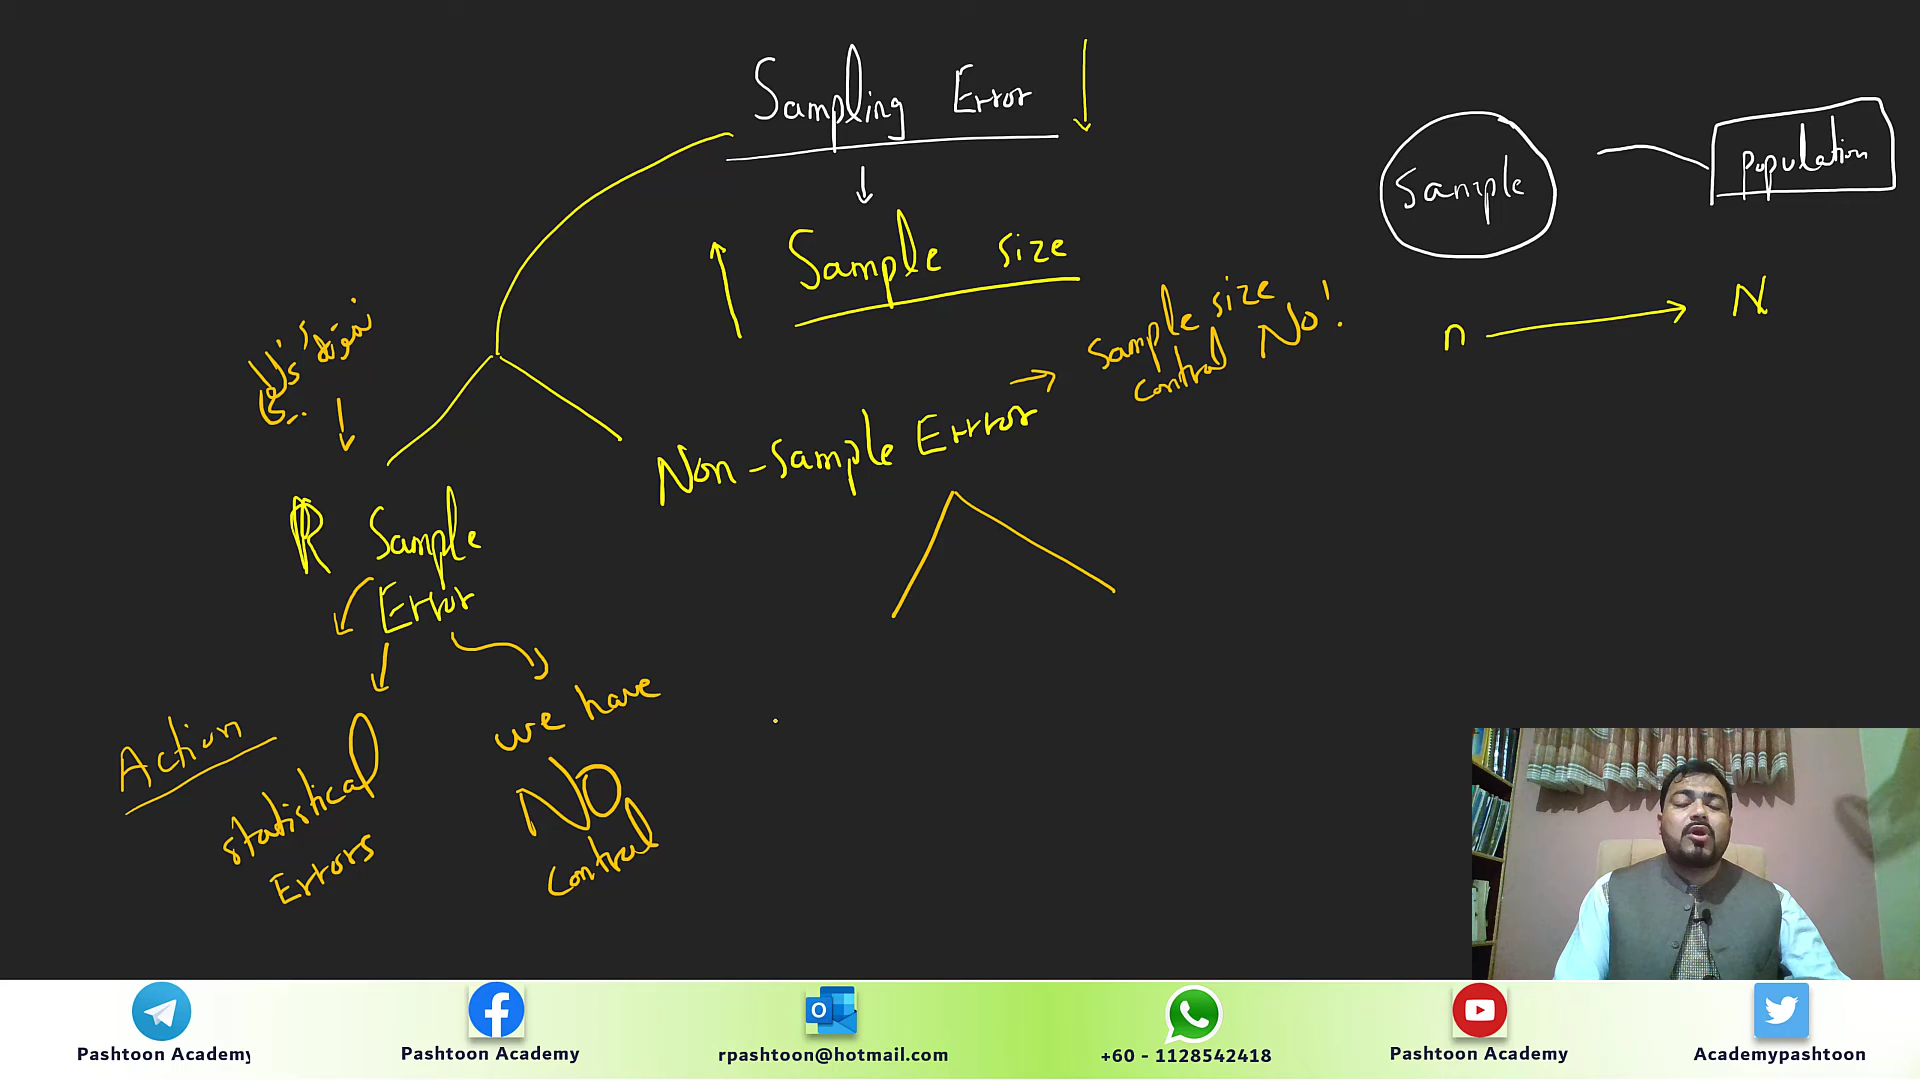 Sampling Error
Sample size
Sample
Population
n
N
Sample size
control No!
Non-Sample Error
R Sample
Error
Action
statistical
Errors
we have
NO
control
Pashtoon Academy
Pashtoon Academy
rpashtoon@hotmail.com
+60 - 1128542418
Pashtoon Academy
Academypashtoon